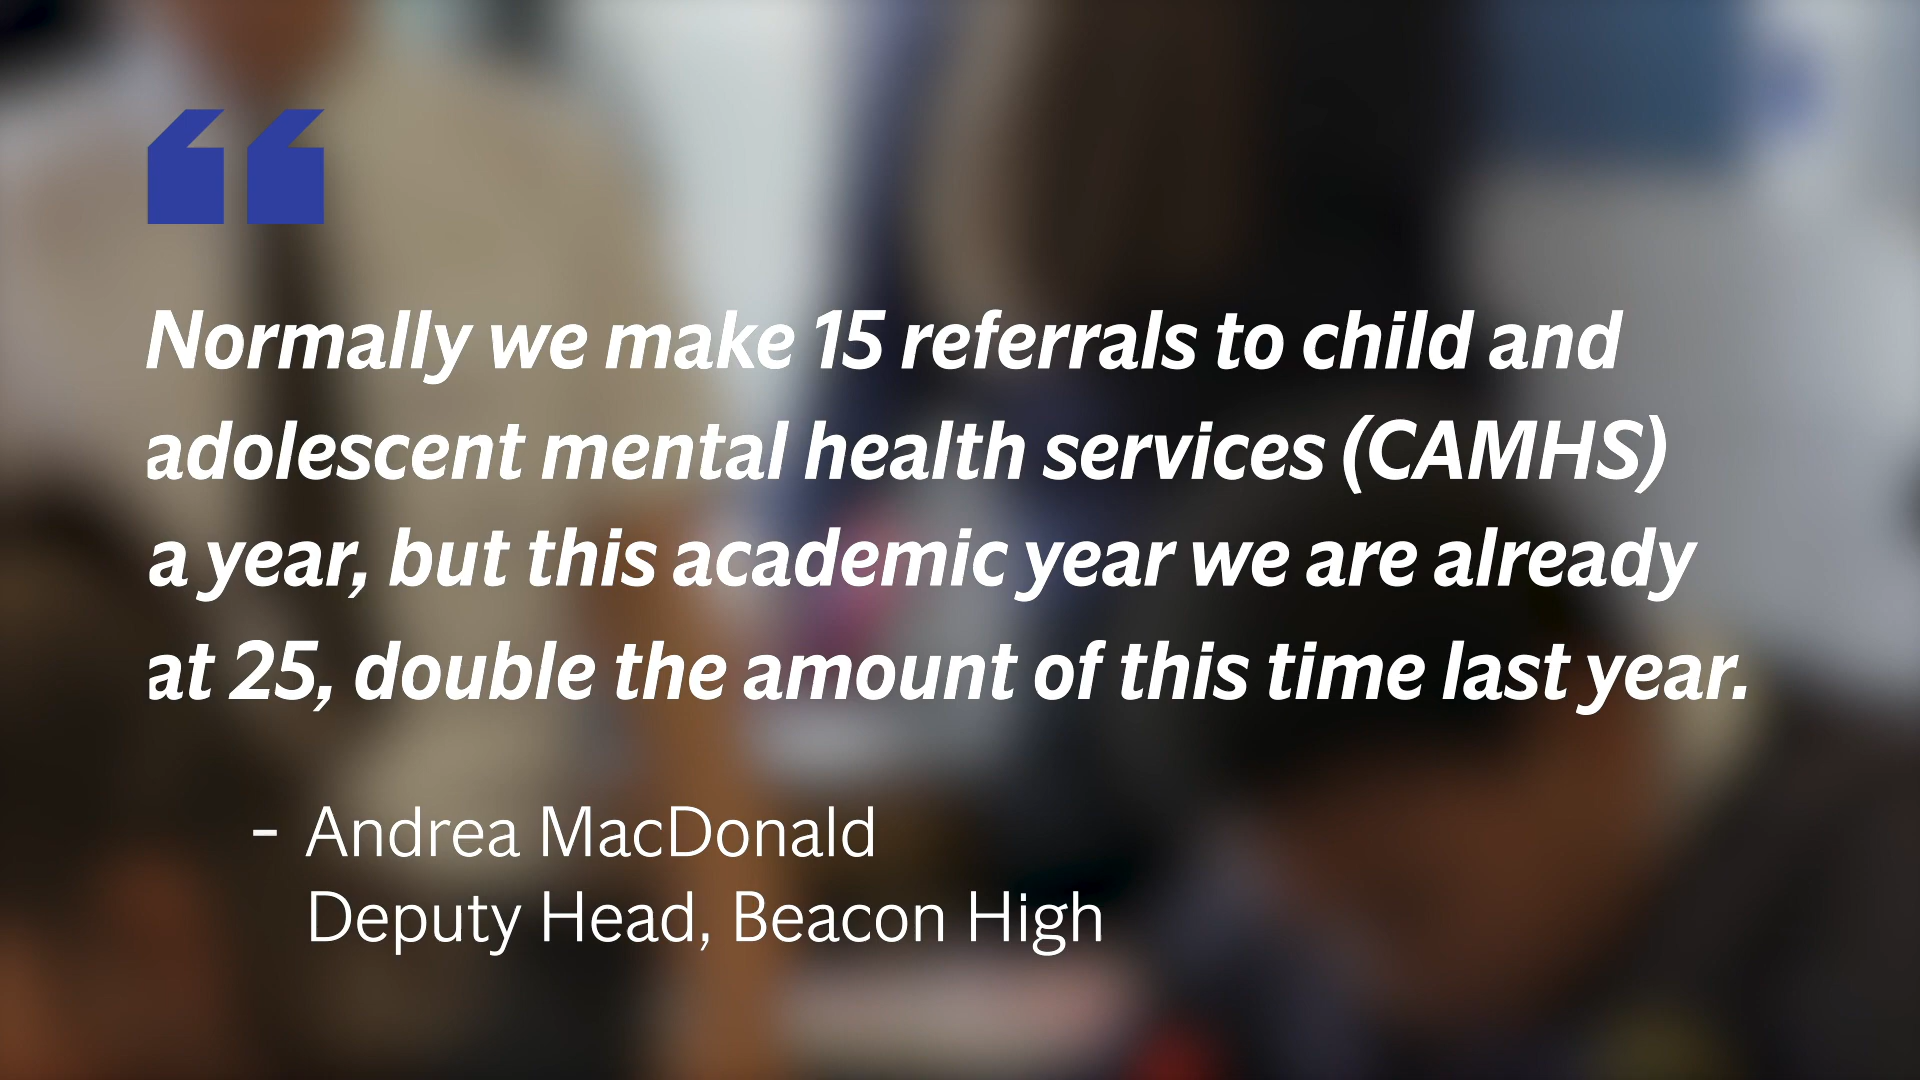 “
Normally we make 15 referrals to child and
adolescent mental health services (CAMHS)
a year, but this academic year we are already
at 25, double the amount of this time last year.
- Andrea MacDonald
Deputy Head, Beacon High